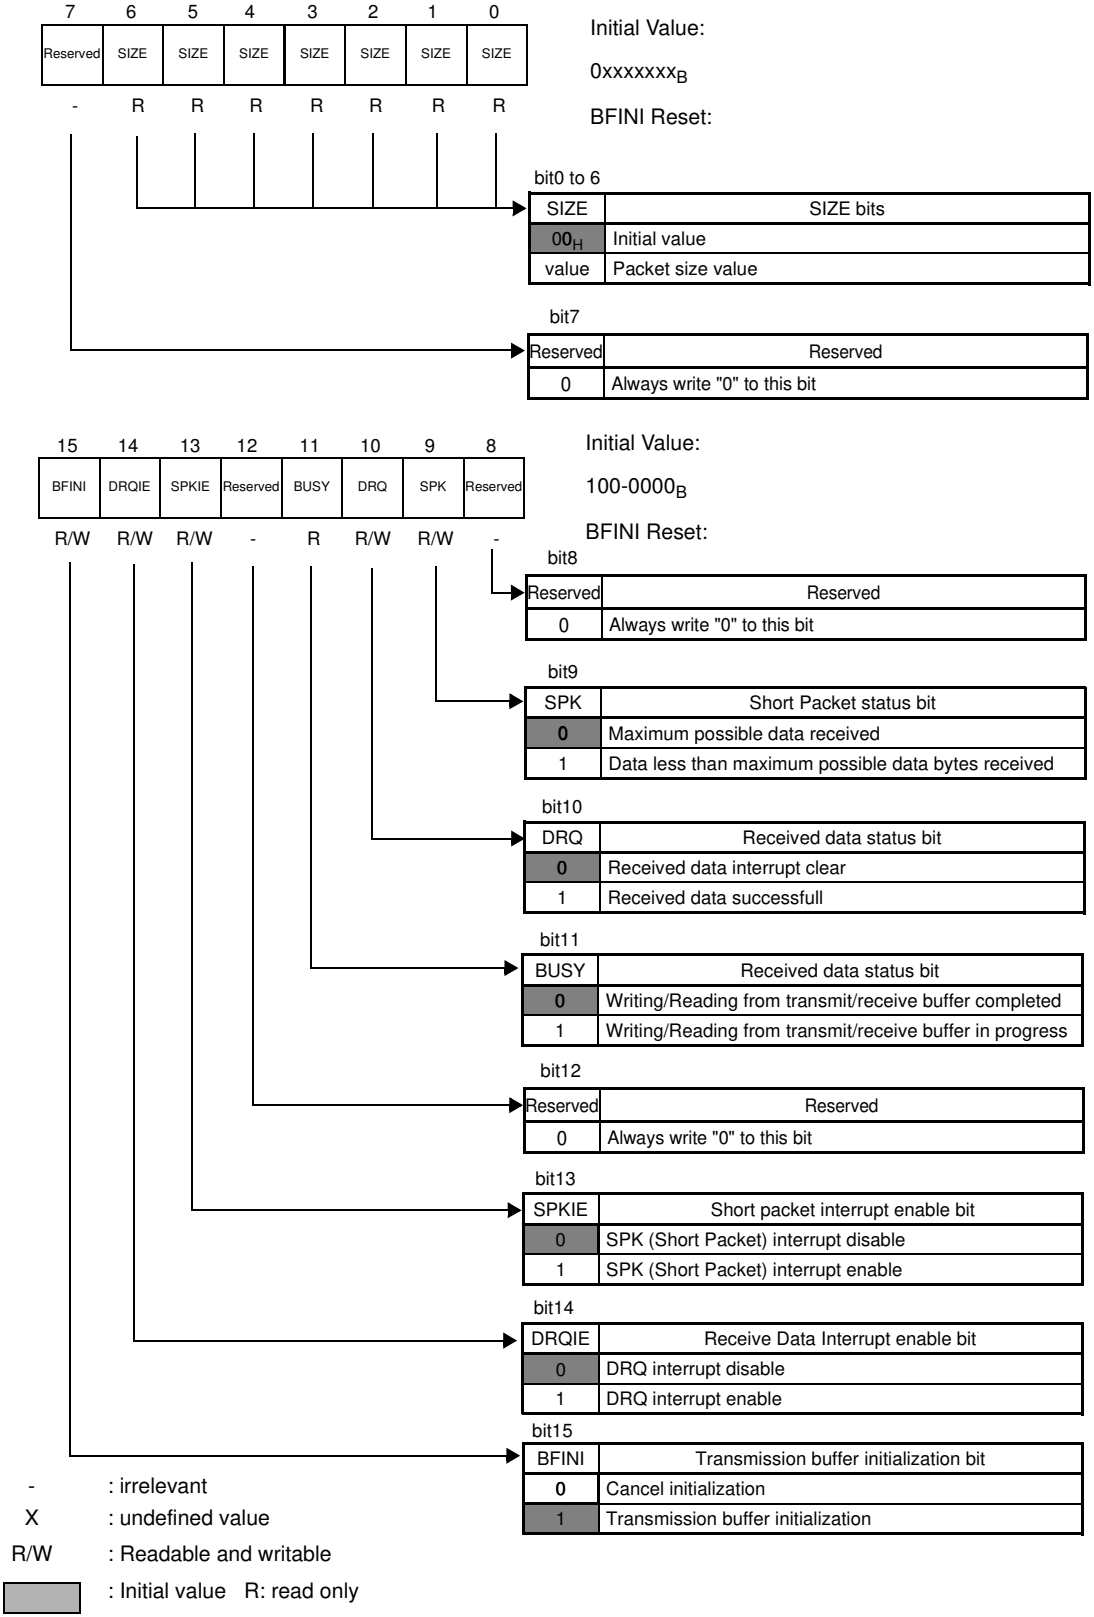 7 6 5 4 3 2 1 0
Reserved SIZE SIZE SIZE SIZE SIZE SIZE SIZE
- R R R R R R R
Initial Value:
0xxxxxxxB
BFINI Reset:
bit0 to 6
SIZE SIZE bits
00H Initial value
value Packet size value
bit7
Reserved Reserved
0 Always write "0" to this bit
15 14 13 12 11 10 9 8
BFINI DRQIE SPKIE Reserved BUSY DRQ SPK Reserved
R/W R/W R/W - R R/W R/W -
Initial Value:
100-0000B
BFINI Reset:
bit8
Reserved Reserved
0 Always write "0" to this bit
bit9
SPK Short Packet status bit
0 Maximum possible data received
1 Data less than maximum possible data bytes received
bit10
DRQ Received data status bit
0 Received data interrupt clear
1 Received data successfull
bit11
BUSY Received data status bit
0 Writing/Reading from transmit/receive buffer completed
1 Writing/Reading from transmit/receive buffer in progress
bit12
Reserved Reserved
0 Always write "0" to this bit
bit13
SPKIE Short packet interrupt enable bit
0 SPK (Short Packet) interrupt disable
1 SPK (Short Packet) interrupt enable
bit14
DRQIE Receive Data Interrupt enable bit
0 DRQ interrupt disable
1 DRQ interrupt enable
bit15
BFINI Transmission buffer initialization bit
0 Cancel initialization
1 Transmission buffer initialization
- : irrelevant
X : undefined value
R/W : Readable and writable
: Initial value R: read only